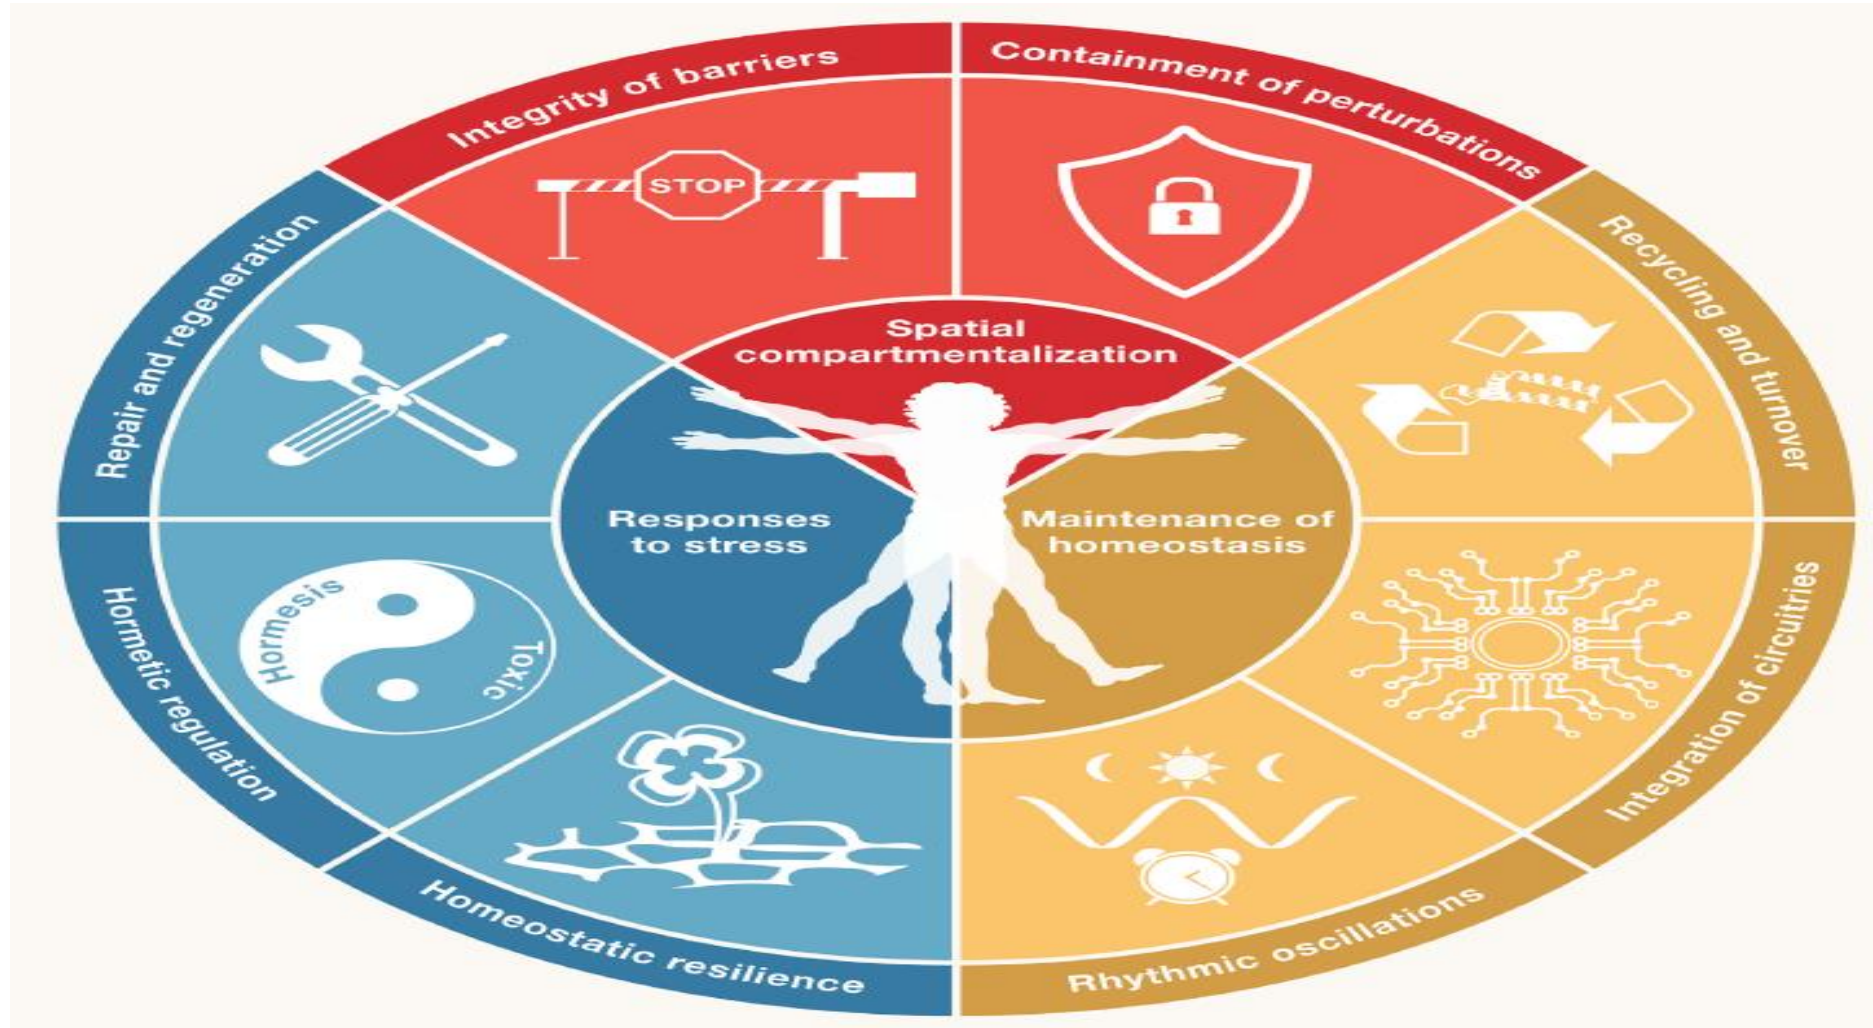 Integrity of barriers
Containment of perturbations
STOP
Recycling and turnover
Repair and regeneration
Spatial
compartmentalization
Responses
to stress
Maintenance of
homeostasis
Hormesis
Toxic
Hormetic regulation
Integration of circuitries
Homeostatic resilience
Rhythmic oscillations